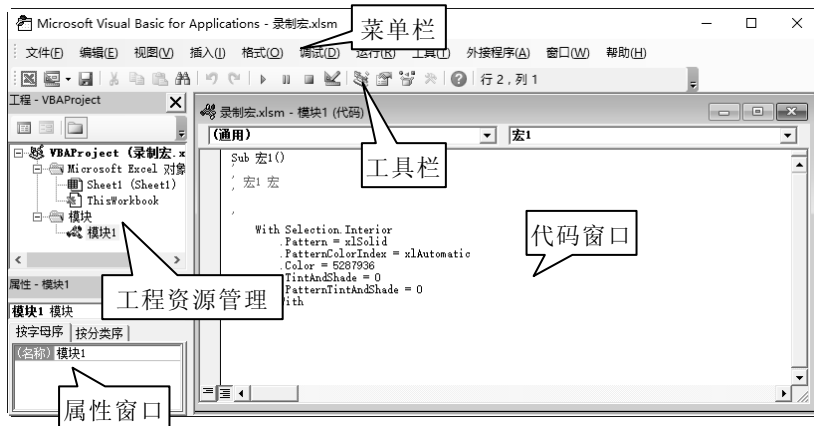 Microsoft Visual Basic for Applications - 录制宏.xlsm
菜单栏
文件(F) 编辑(E) 视图(V) 插入(I) 格式(O) 调试(D) 运行(R) 工具(T) 外接程序(A) 窗口(W) 帮助(H)
行 2 , 列 1
工程 - VBAProject
录制宏.xlsm - 模块1 (代码)
(通用) 宏1
工具栏
VBAProject (录制宏.x
Microsoft Excel 对象
Sheet1 (Sheet1)
ThisWorkbook
模块
模块1
Sub 宏1()
'
' 宏1 宏
'
With Selection.Interior
.Pattern = xlSolid
.PatternColorIndex = xlAutomatic
.Color = 5287936
TintAndShade = 0
PatternTintAndShade = 0
ith
代码窗口
工程资源管理
属性 - 模块1
模块1 模块
按字母序 按分类序
(名称) 模块1
属性窗口